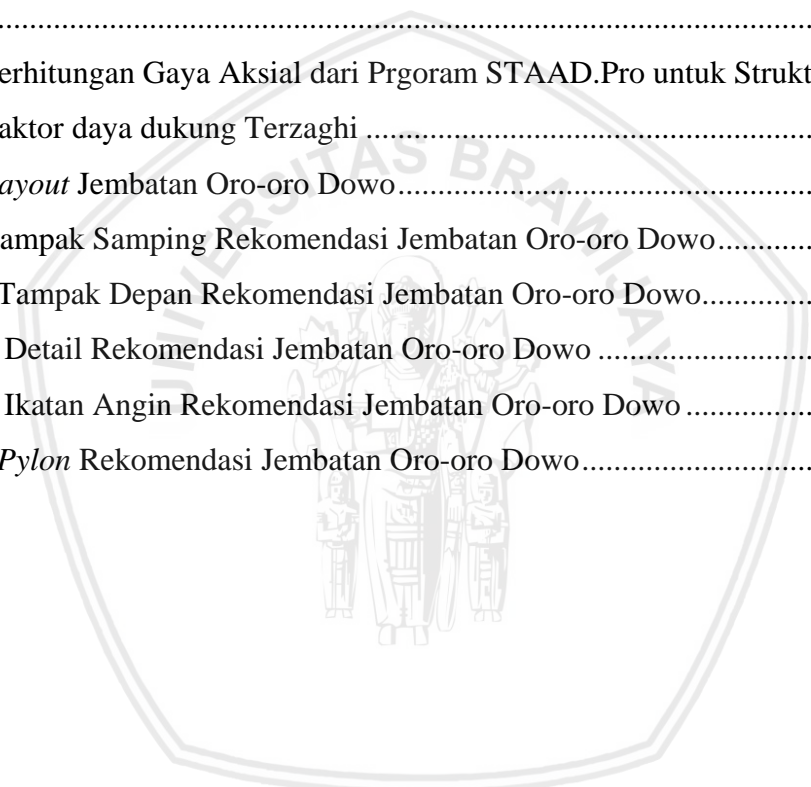 ....................................................................................................
erhitungan Gaya Aksial dari Prgoram STAAD.Pro untuk Strukt
aktor daya dukung Terzaghi ......................................................
ayout Jembatan Oro-oro Dowo..................................................
ampak Samping Rekomendasi Jembatan Oro-oro Dowo............
Tampak Depan Rekomendasi Jembatan Oro-oro Dowo..............
Detail Rekomendasi Jembatan Oro-oro Dowo ..........................
Ikatan Angin Rekomendasi Jembatan Oro-oro Dowo ................
Pylon Rekomendasi Jembatan Oro-oro Dowo............................
UNIVERSITAS BRAWIJAYA